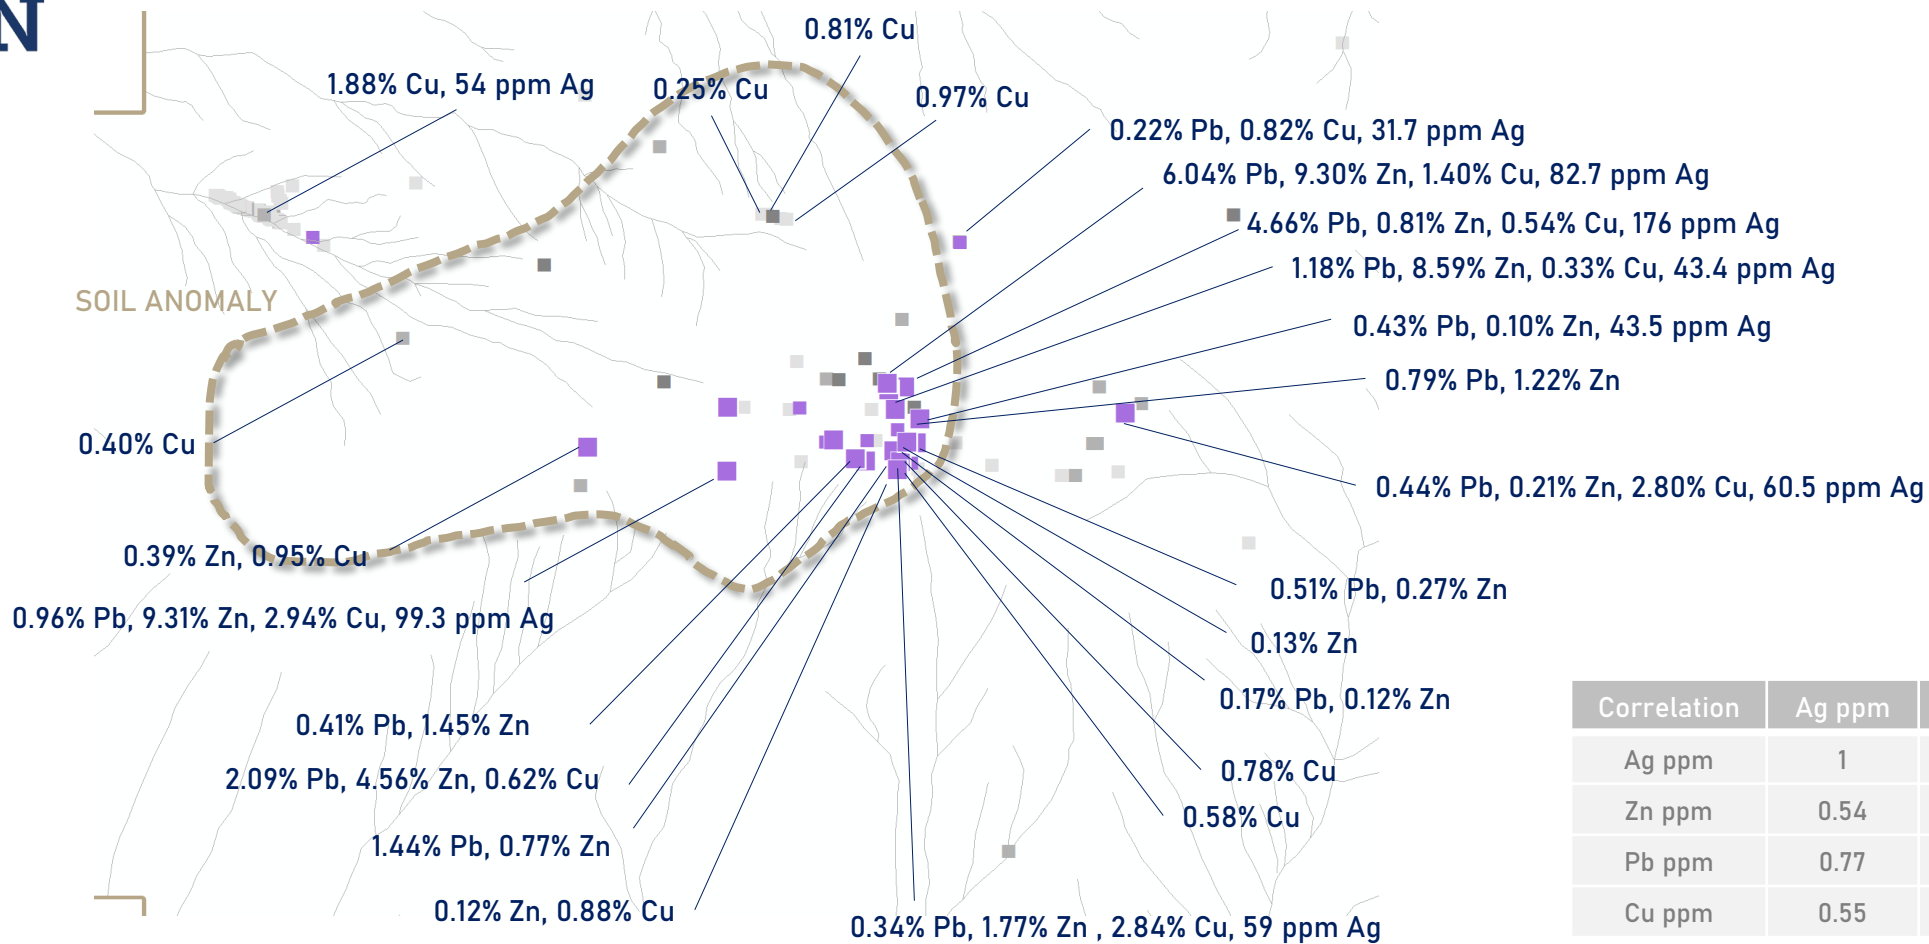 N
0.81% Cu
1.88% Cu, 54 ppm Ag
0.25% Cu
0.97% Cu
0.22% Pb, 0.82% Cu, 31.7 ppm Ag
6.04% Pb, 9.30% Zn, 1.40% Cu, 82.7 ppm Ag
4.66% Pb, 0.81% Zn, 0.54% Cu, 176 ppm Ag
1.18% Pb, 8.59% Zn, 0.33% Cu, 43.4 ppm Ag
SOIL ANOMALY
0.43% Pb, 0.10% Zn, 43.5 ppm Ag
0.79% Pb, 1.22% Zn
0.40% Cu
0.44% Pb, 0.21% Zn, 2.80% Cu, 60.5 ppm Ag
0.39% Zn, 0.95% Cu
0.51% Pb, 0.27% Zn
0.96% Pb, 9.31% Zn, 2.94% Cu, 99.3 ppm Ag
0.13% Zn
0.17% Pb, 0.12% Zn
0.41% Pb, 1.45% Zn
2.09% Pb, 4.56% Zn, 0.62% Cu
0.78% Cu
0.58% Cu
1.44% Pb, 0.77% Zn
0.12% Zn, 0.88% Cu
0.34% Pb, 1.77% Zn , 2.84% Cu, 59 ppm Ag
Correlation Ag ppm
Ag ppm 1
Zn ppm 0.54
Pb ppm 0.77
Cu ppm 0.55